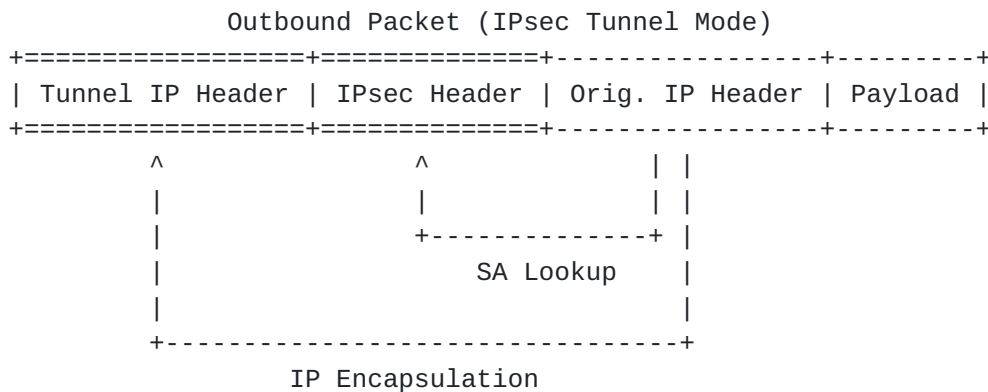 Outbound Packet (IPsec Tunnel Mode)
+==================+==============+-----------------+---------+
| Tunnel IP Header | IPsec Header | Orig. IP Header | Payload |
+==================+==============+-----------------+---------+
         ^                ^              | |
         |                |              | |
         |                +--------------+ |
         |                    SA Lookup    |
         |                                 |
         +---------------------------------+
                  IP Encapsulation